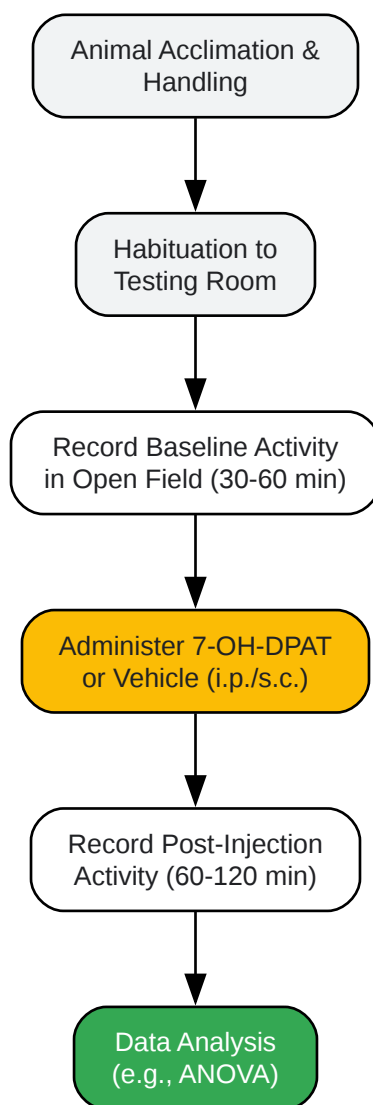 Animal Acclimation &
Handling
Habituation to
Testing Room
Record Baseline Activity
in Open Field (30-60 min)
Administer 7-OH-DPAT
or Vehicle (i.p./s.c.)
Record Post-Injection
Activity (60-120 min)
Data Analysis
(e.g., ANOVA)